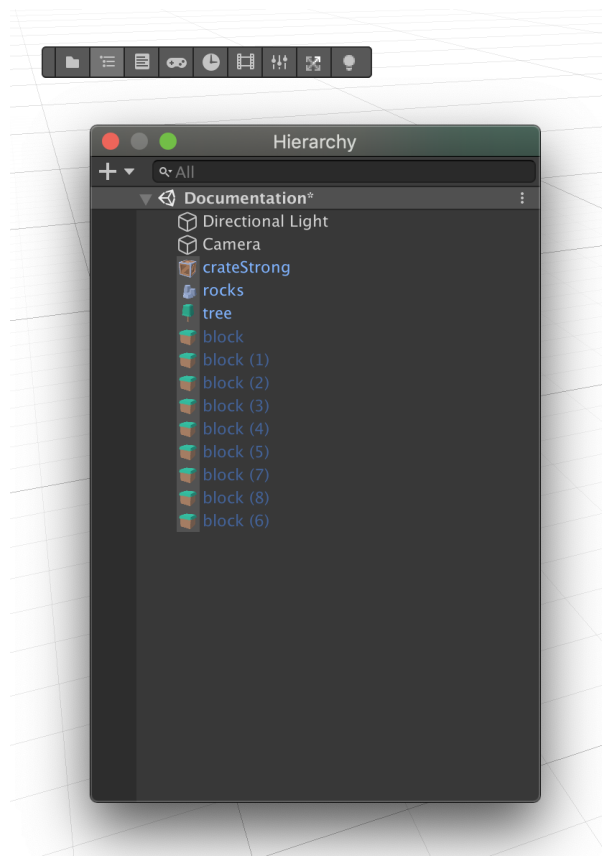 Hierarchy
All
Documentation*
Directional Light
Camera
crateStrong
rocks
tree
block
block (1)
block (2)
block (3)
block (4)
block (5)
block (7)
block (8)
block (6)